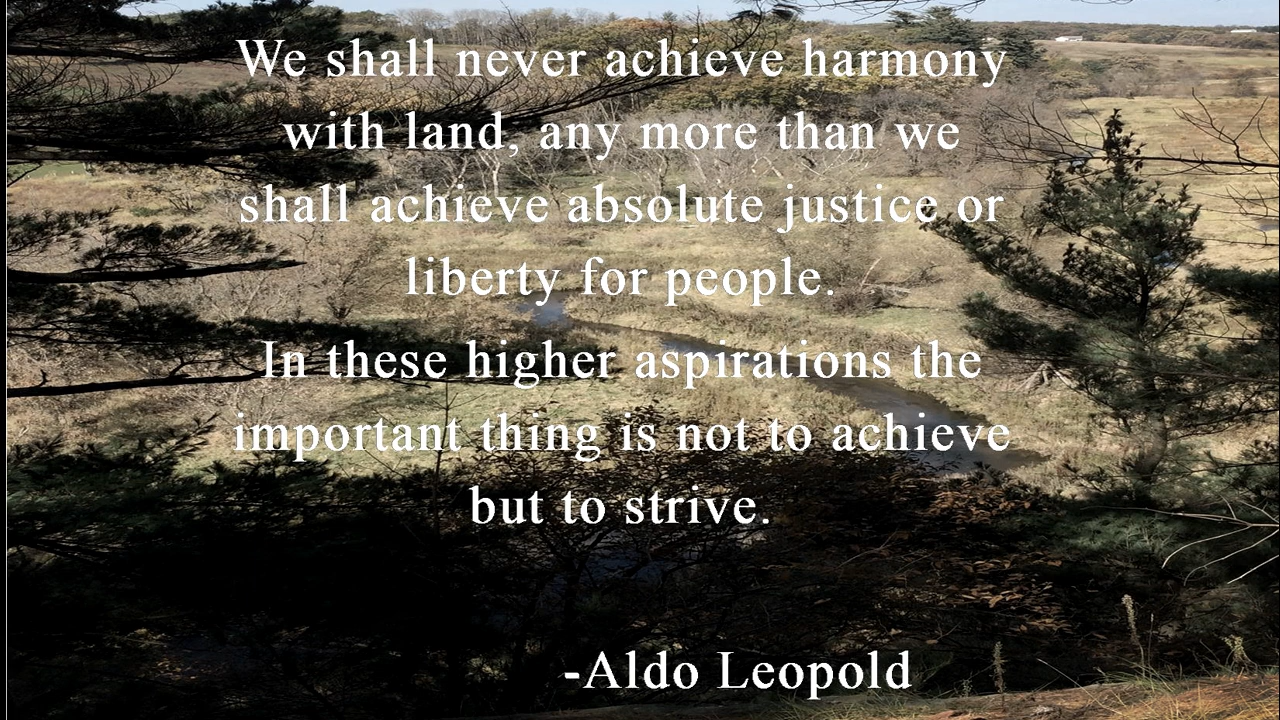 We shall never achieve harmony
with land, any more than we
shall achieve absolute justice or
liberty for people.
In these higher aspirations the
important thing is not to achieve
but to strive.
-Aldo Leopold